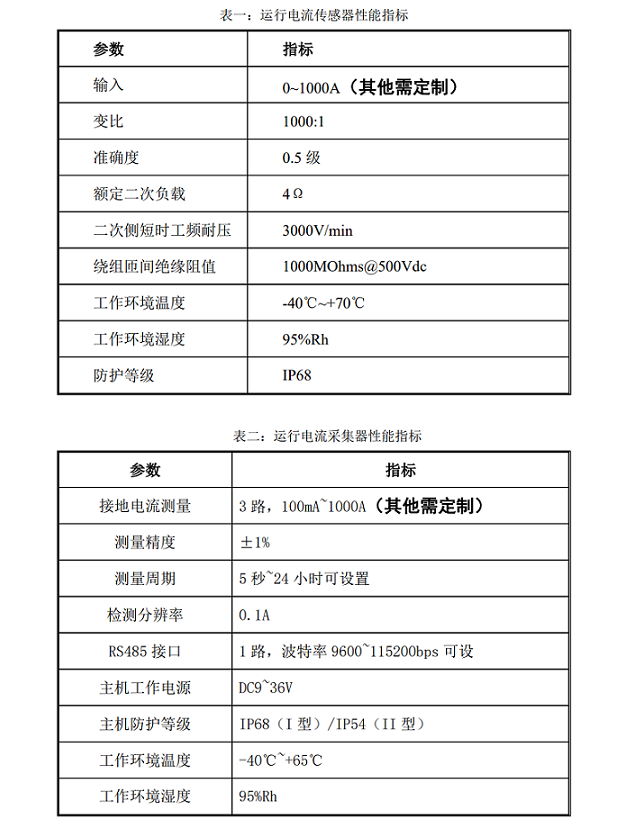 表一：运行电流传感器性能指标
参数 指标
输入 0~1000A（其他需定制）
变比 1000:1
准确度 0.5 级
额定二次负载 4Ω
二次侧短时工频耐压 3000V/min
绕组匝间绝缘阻值 1000MOhms@500Vdc
工作环境温度 -40℃~+70℃
工作环境湿度 95%Rh
防护等级 IP68
表二：运行电流采集器性能指标
参数 指标
接地电流测量 3 路，100mA~1000A（其他需定制）
测量精度 ±1%
测量周期 5 秒~24 小时可设置
检测分辨率 0.1A
RS485 接口 1 路，波特率 9600~115200bps 可设
主机工作电源 DC9~36V
主机防护等级 IP68（I 型）/IP54（II 型）
工作环境温度 -40℃~+65℃
工作环境湿度 95%Rh